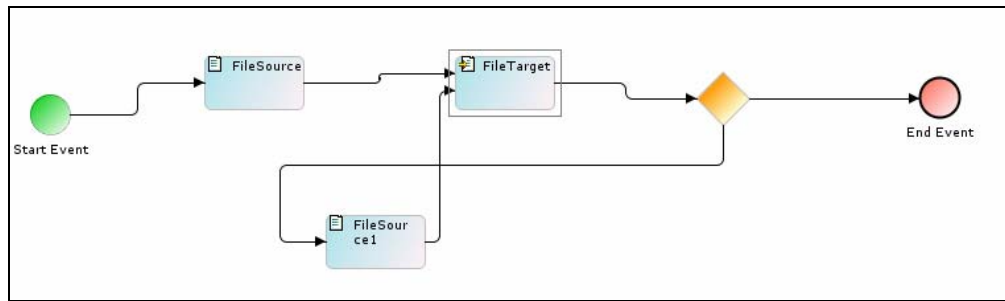 FileSource
FileTarget
Start Event
End Event
FileSour
ce1